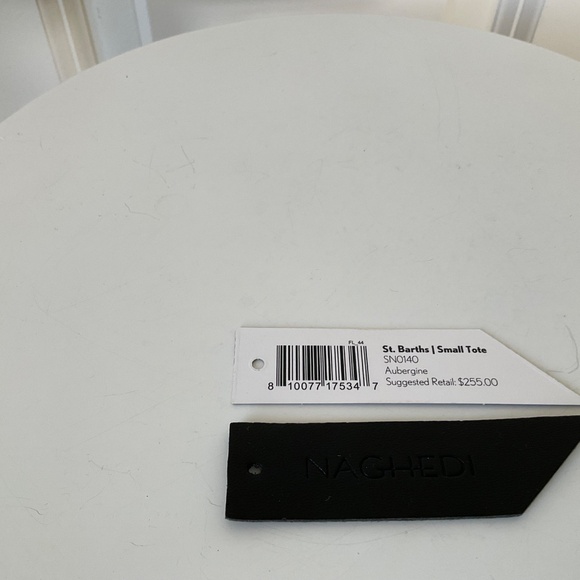 FL_44
St. Barths | Small Tote
SN0140
Aubergine
Suggested Retail: $255.00
8 10077 17534 7
NAGHEDI